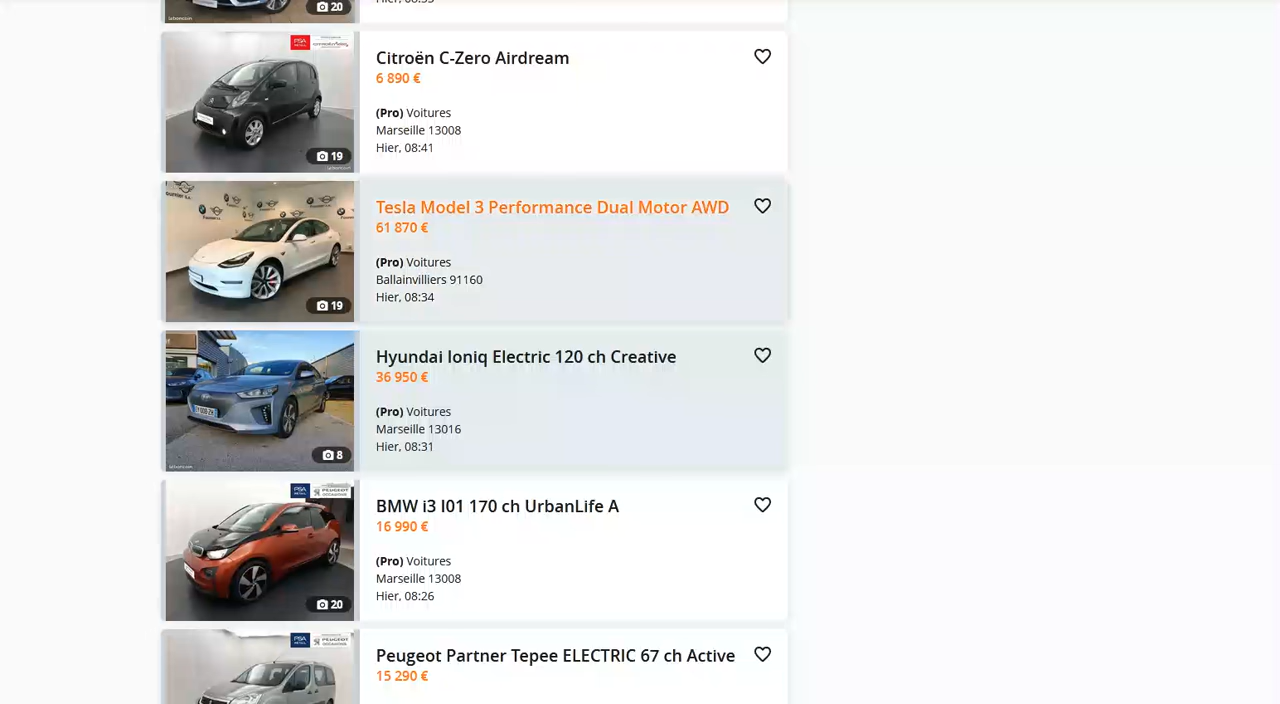 20
Citroën C-Zero Airdream
6 890 €
(Pro) Voitures
Marseille 13008
Hier, 08:41
19
Tesla Model 3 Performance Dual Motor AWD
61 870 €
(Pro) Voitures
Ballainvilliers 91160
Hier, 08:34
19
Hyundai Ioniq Electric 120 ch Creative
36 950 €
(Pro) Voitures
Marseille 13016
Hier, 08:31
8
BMW i3 I01 170 ch UrbanLife A
16 990 €
(Pro) Voitures
Marseille 13008
Hier, 08:26
20
Peugeot Partner Tepee ELECTRIC 67 ch Active
15 290 €